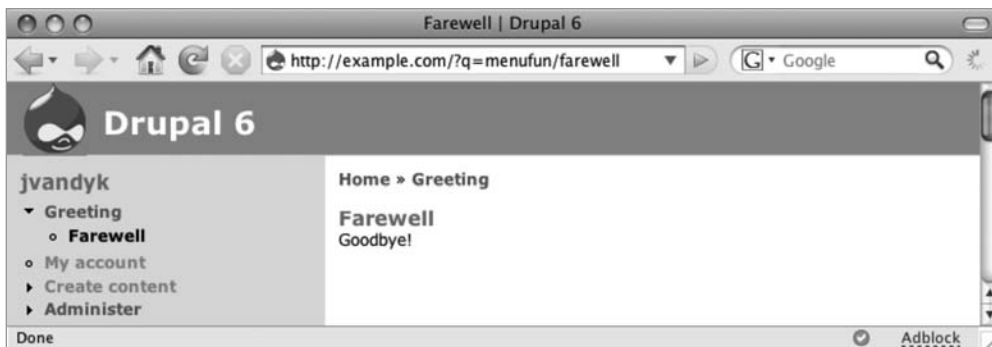 Farewell | Drupal 6
http://example.com/?q=menufun/farewell
G Google
Drupal 6
jvandyk
Greeting
Farewell
My account
Create content
Administer
Home » Greeting
Farewell
Goodbye!
Done
Adblock